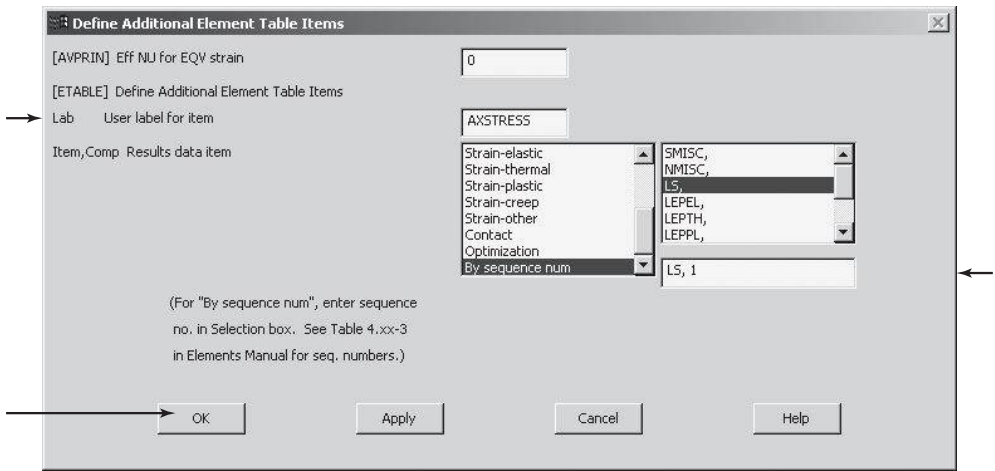 Define Additional Element Table Items
[AVPRIN] Eff NU for EQV strain 0
[ETABLE] Define Additional Element Table Items
Lab User label for item AXSTRESS
Item,Comp Results data item
Strain-elastic
Strain-thermal
Strain-plastic
Strain-creep
Strain-other
Contact
Optimization
By sequence num
SMISC,
NMISC,
LS,
LEPEL,
LEPTH,
LEPPL,
LS, 1
(For "By sequence num", enter sequence
no. in Selection box. See Table 4.xx-3
in Elements Manual for seq. numbers.)
OK Apply Cancel Help